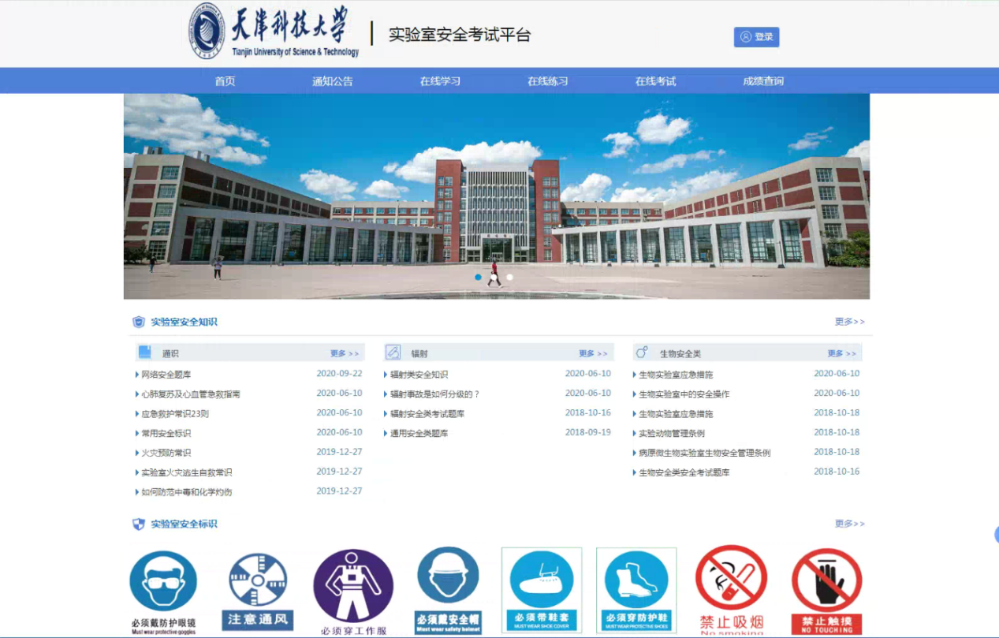 天津科技大学
Tianjin University of Science & Technology
实验室安全考试平台
登录
首页 通知公告 在线学习 在线练习 在线考试 成绩查询
实验室安全知识 更多>>
通识 更多 >>
网络安全题库 2020-09-22
心肺复苏及心血管急救指南 2020-06-10
应急救护常识23则 2020-06-10
常用安全标识 2020-06-10
火灾预防常识 2019-12-27
实验室火灾逃生自救常识 2019-12-27
如何防范中毒和化学灼伤 2019-12-27
辐射 更多 >>
辐射类安全知识 2020-06-10
辐射事故是如何分级的？ 2020-06-10
辐射安全类考试题库 2018-10-16
通用安全类题库 2018-09-19
生物安全类 更多 >>
生物实验室应急措施 2020-06-10
生物实验室中的安全操作 2020-06-10
生物实验室应急措施 2018-10-18
实验动物管理条例 2018-10-18
病原微生物实验室生物安全管理条例 2018-10-18
生物安全类安全考试题库 2018-10-16
实验室安全标识 更多>>
必须戴防护眼镜
Must wear protective goggles
注意通风
必须穿工作服
必须戴安全帽
Must wear safety helmet
必须带鞋套
MUST WEAR SHOE COVER
必须穿防护鞋
MUST WEAR PROTECTIVE SHOES
禁止吸烟
No smoking
禁止触摸
NO TOUCHING